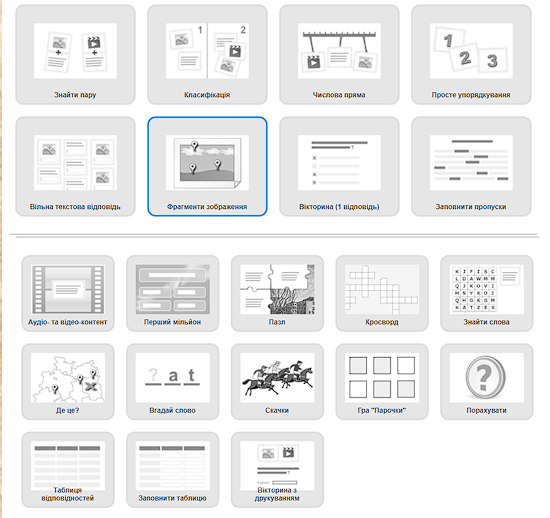 1 2
Знайти пару
Класифікація
Числова пряма
1 2 3
Просте упорядкування
Вільна текстова відповідь
Фрагменти зображення
?
Вікторина (1 відповідь)
Заповнити пропуски
Аудіо- та відео-контент
Перший мільйон
Пазл
Кросворд
K I F I S C
L D A W M M
Q J K O V I
M S Y K O I
Q H G K G M
K A T Z E X
Знайти слова
Де це?
? a t
Вгадай слово
Скачки
Гра "Парочки"
?
Порахувати
Таблиця
відповідностей
Заповнити таблицю
?
Вікторина з
друкуванням